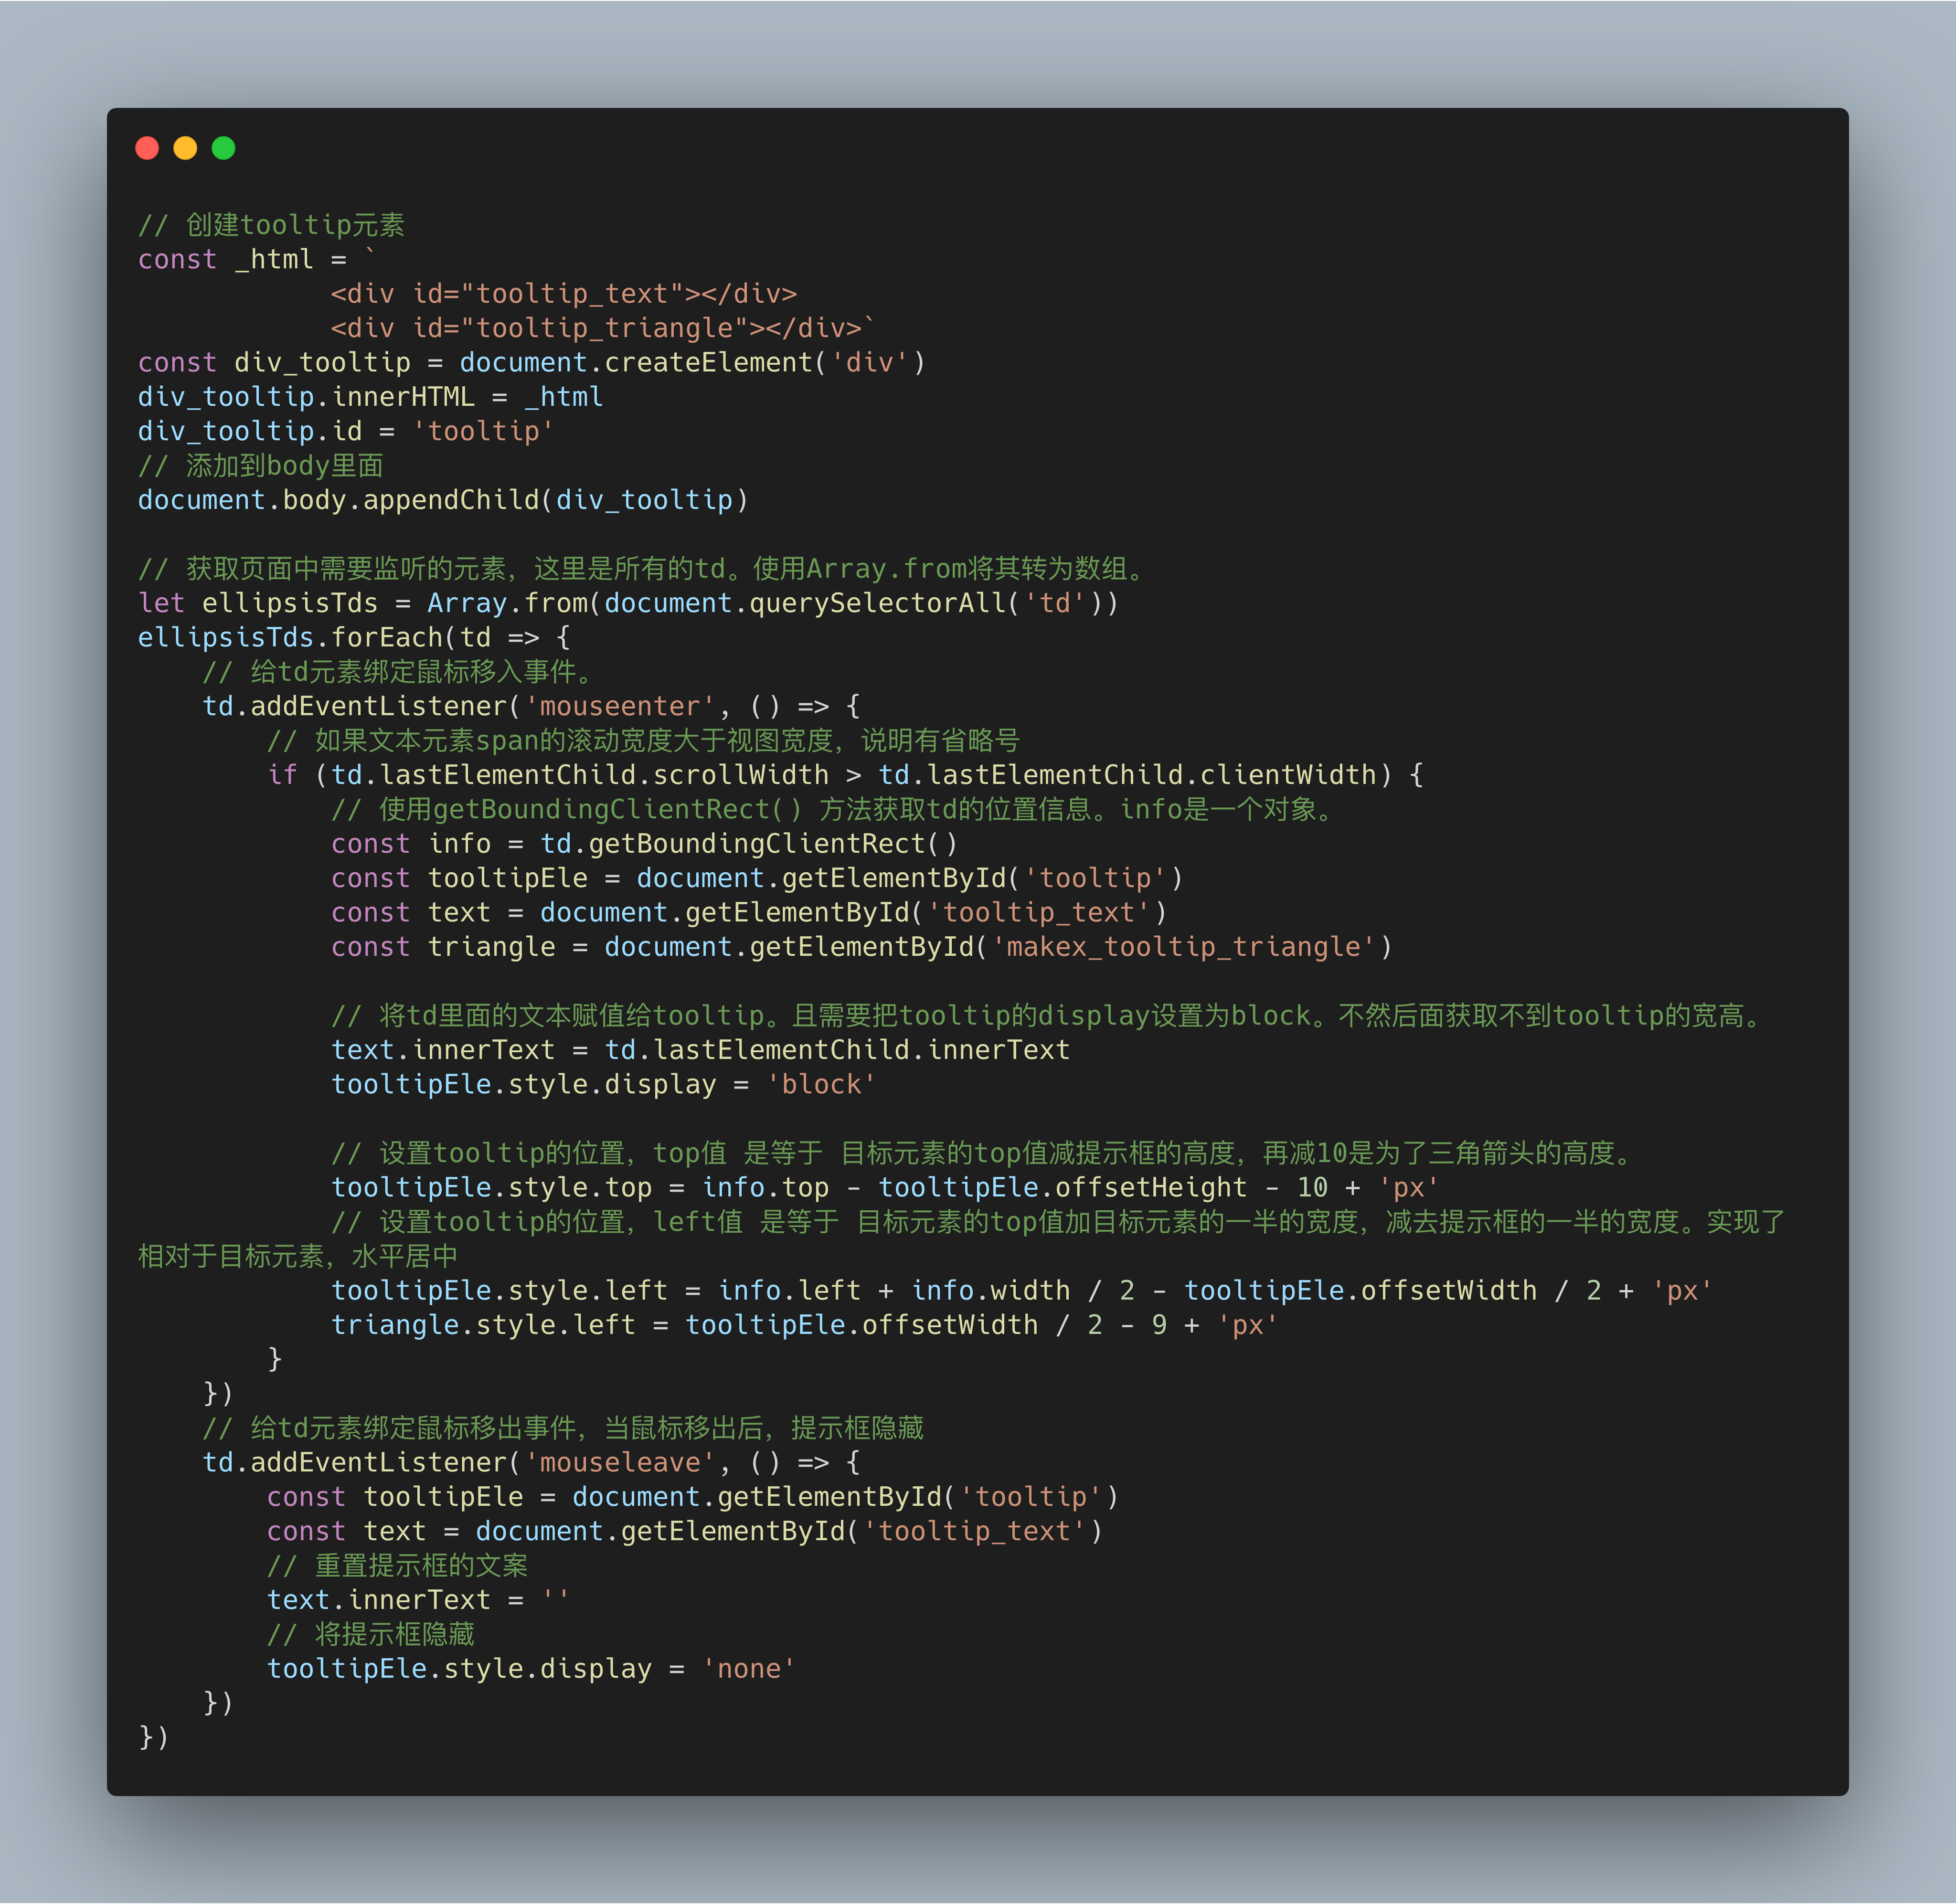 // 创建tooltip元素
const _html = `
            <div id="tooltip_text"></div>
            <div id="tooltip_triangle"></div>`
const div_tooltip = document.createElement('div')
div_tooltip.innerHTML = _html
div_tooltip.id = 'tooltip'
// 添加到body里面
document.body.appendChild(div_tooltip)

// 获取页面中需要监听的元素，这里是所有的td。使用Array.from将其转为数组。
let ellipsisTds = Array.from(document.querySelectorAll('td'))
ellipsisTds.forEach(td => {
    // 给td元素绑定鼠标移入事件。
    td.addEventListener('mouseenter', () => {
        // 如果文本元素span的滚动宽度大于视图宽度，说明有省略号
        if (td.lastElementChild.scrollWidth > td.lastElementChild.clientWidth) {
            // 使用getBoundingClientRect() 方法获取td的位置信息。info是一个对象。
            const info = td.getBoundingClientRect()
            const tooltipEle = document.getElementById('tooltip')
            const text = document.getElementById('tooltip_text')
            const triangle = document.getElementById('makex_tooltip_triangle')

            // 将td里面的文本赋值给tooltip。且需要把tooltip的display设置为block。不然后面获取不到tooltip的宽高。
            text.innerText = td.lastElementChild.innerText
            tooltipEle.style.display = 'block'

            // 设置tooltip的位置，top值 是等于 目标元素的top值减提示框的高度，再减10是为了三角箭头的高度。
            tooltipEle.style.top = info.top - tooltipEle.offsetHeight - 10 + 'px'
            // 设置tooltip的位置，left值 是等于 目标元素的top值加目标元素的一半的宽度，减去提示框的一半的宽度。实现了
相对于目标元素，水平居中
            tooltipEle.style.left = info.left + info.width / 2 - tooltipEle.offsetWidth / 2 + 'px'
            triangle.style.left = tooltipEle.offsetWidth / 2 - 9 + 'px'
        }
    })
    // 给td元素绑定鼠标移出事件，当鼠标移出后，提示框隐藏
    td.addEventListener('mouseleave', () => {
        const tooltipEle = document.getElementById('tooltip')
        const text = document.getElementById('tooltip_text')
        // 重置提示框的文案
        text.innerText = ''
        // 将提示框隐藏
        tooltipEle.style.display = 'none'
    })
})